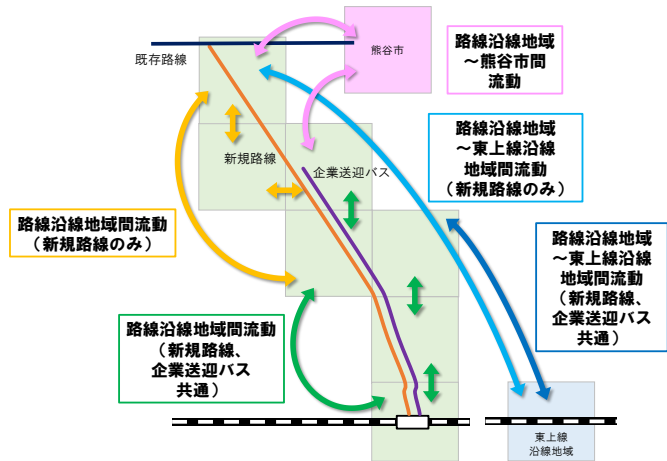 既存路線
熊谷市
路線沿線地域
～熊谷市間
流動
新規路線
企業送迎バス
路線沿線地域
～東上線沿線
地域間流動
（新規路線のみ）
路線沿線地域間流動
（新規路線のみ）
路線沿線地域
～東上線沿線
地域間流動
（新規路線、
企業送迎バス
共通）
路線沿線地域間流動
（新規路線、
企業送迎バス
共通）
東上線
沿線地域